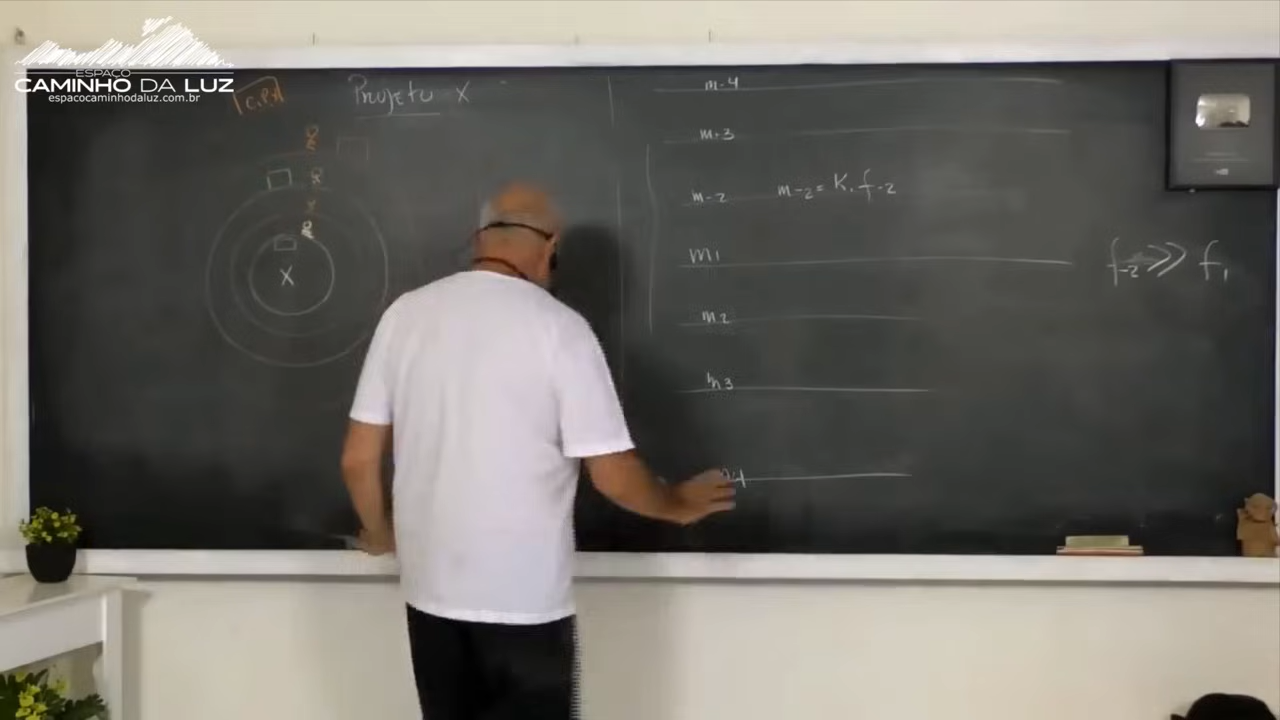 ESPAÇO
CAMINHO DA LUZ
espacocaminhodaluz.com.br
Projeto X
X
m-4
m-3
m-2 m-2 = K.f-2
m1
f-2 >> f1
m2
m3